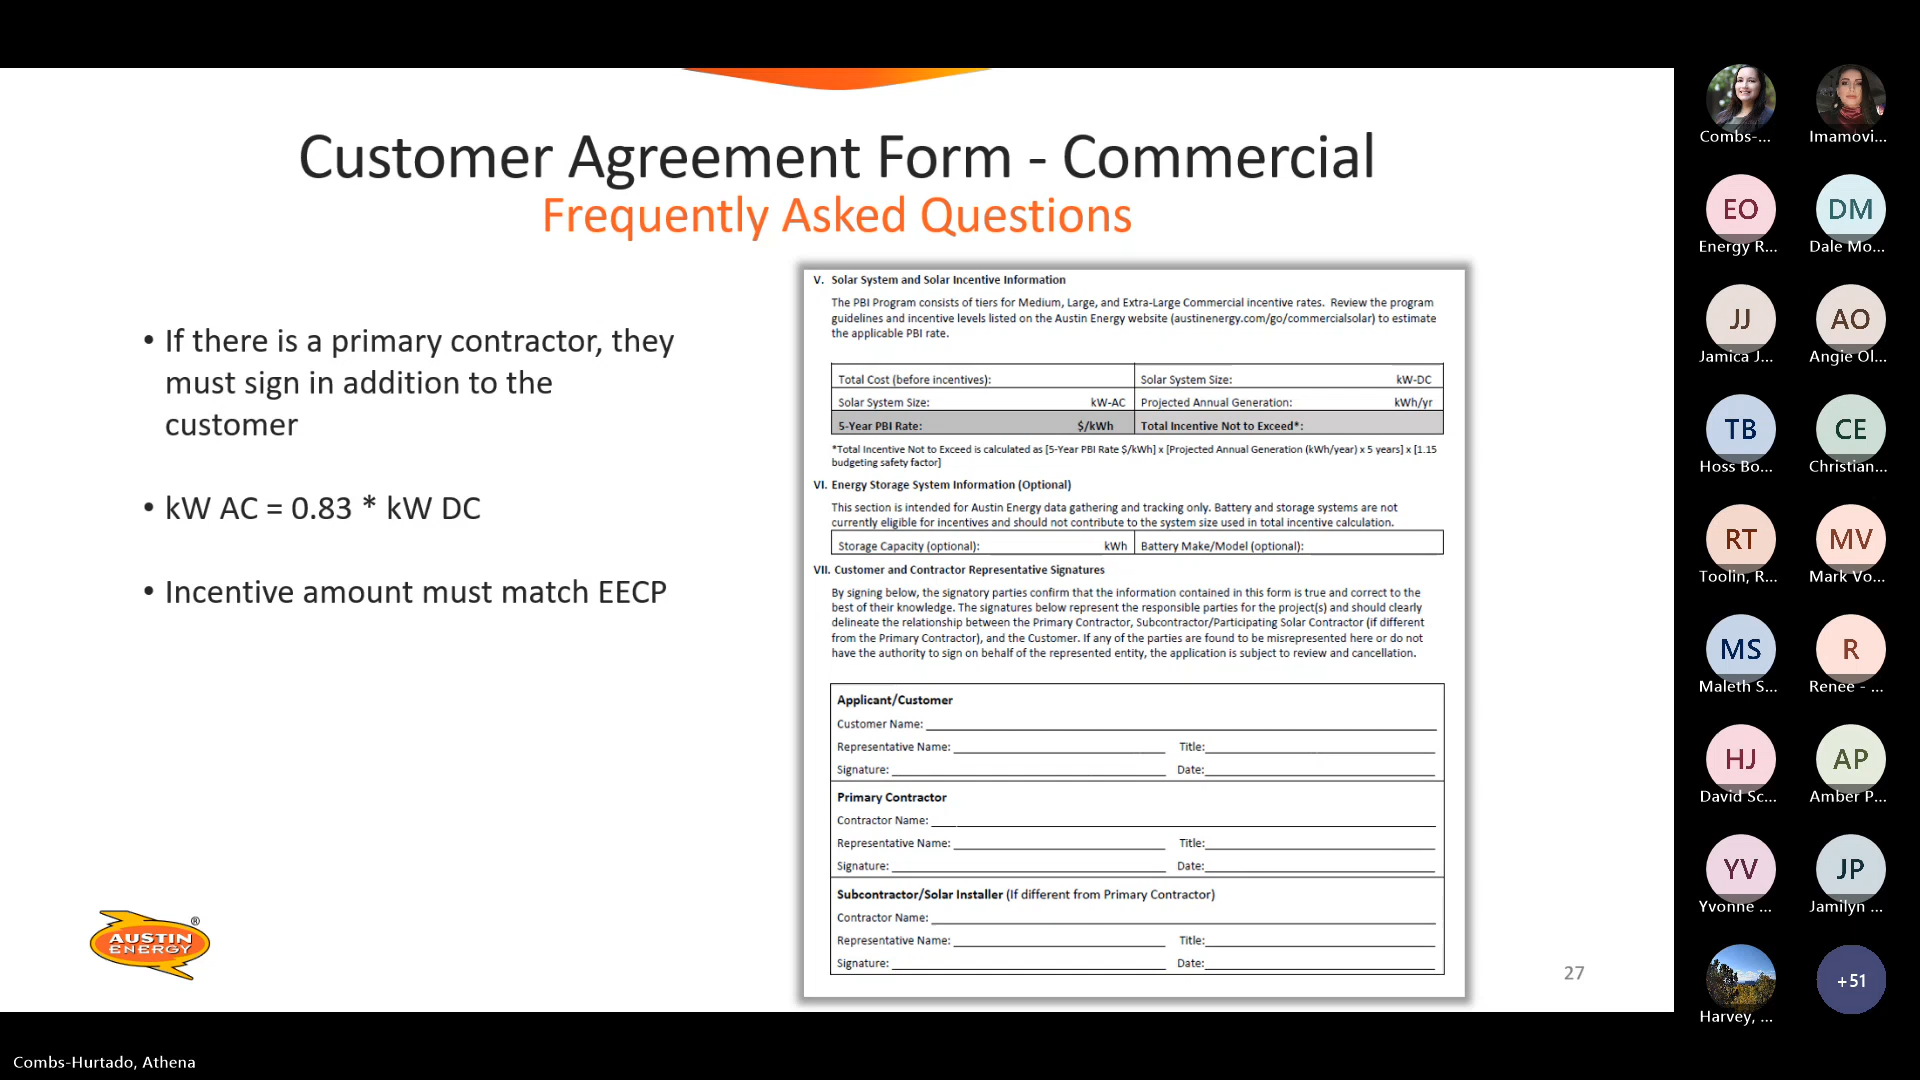 Customer Agreement Form - Commercial
Frequently Asked Questions
• If there is a primary contractor, they
must sign in addition to the
customer
• kW AC = 0.83 * kW DC
• Incentive amount must match EECP
V. Solar System and Solar Incentive Information
The PBI Program consists of tiers for Medium, Large, and Extra-Large Commercial incentive rates. Review the program
guidelines and incentive levels listed on the Austin Energy website (austinenergy.com/go/commercialsolar) to estimate
the applicable PBI rate.
Total Cost (before incentives): Solar System Size: kW-DC
Solar System Size: kW-AC Projected Annual Generation: kWh/yr
5-Year PBI Rate: $/kWh Total Incentive Not to Exceed*:
*Total Incentive Not to Exceed is calculated as [5-Year PBI Rate $/kWh] x [Projected Annual Generation (kWh/year) x 5 years] x [1.15
budgeting safety factor]
VI. Energy Storage System Information (Optional)
This section is intended for Austin Energy data gathering and tracking only. Battery and storage systems are not
currently eligible for incentives and should not contribute to the system size used in total incentive calculation.
Storage Capacity (optional): kWh Battery Make/Model (optional):
VII. Customer and Contractor Representative Signatures
By signing below, the signatory parties confirm that the information contained in this form is true and correct to the
best of their knowledge. The signatures below represent the responsible parties for the project(s) and should clearly
delineate the relationship between the Primary Contractor, Subcontractor/Participating Solar Contractor (if different
from the Primary Contractor), and the Customer. If any of the parties are found to be misrepresented here or do not
have the authority to sign on behalf of the represented entity, the application is subject to review and cancellation.
Applicant/Customer
Customer Name:
Representative Name: Title:
Signature: Date:
Primary Contractor
Contractor Name:
Representative Name: Title:
Signature: Date:
Subcontractor/Solar Installer (If different from Primary Contractor)
Contractor Name:
Representative Name: Title:
Signature: Date:
AUSTIN
ENERGY
®
27
Combs-... Imamovi...
EO DM
Energy R... Dale Mo...
JJ AO
Jamica J... Angie Ol...
TB CE
Hoss Bo... Christian...
RT MV
Toolin, R... Mark Vo...
MS R
Maleth S... Renee - ...
HJ AP
David Sc... Amber P...
YV JP
Yvonne ... Jamilyn ...
+51
Harvey, ...
Combs-Hurtado, Athena